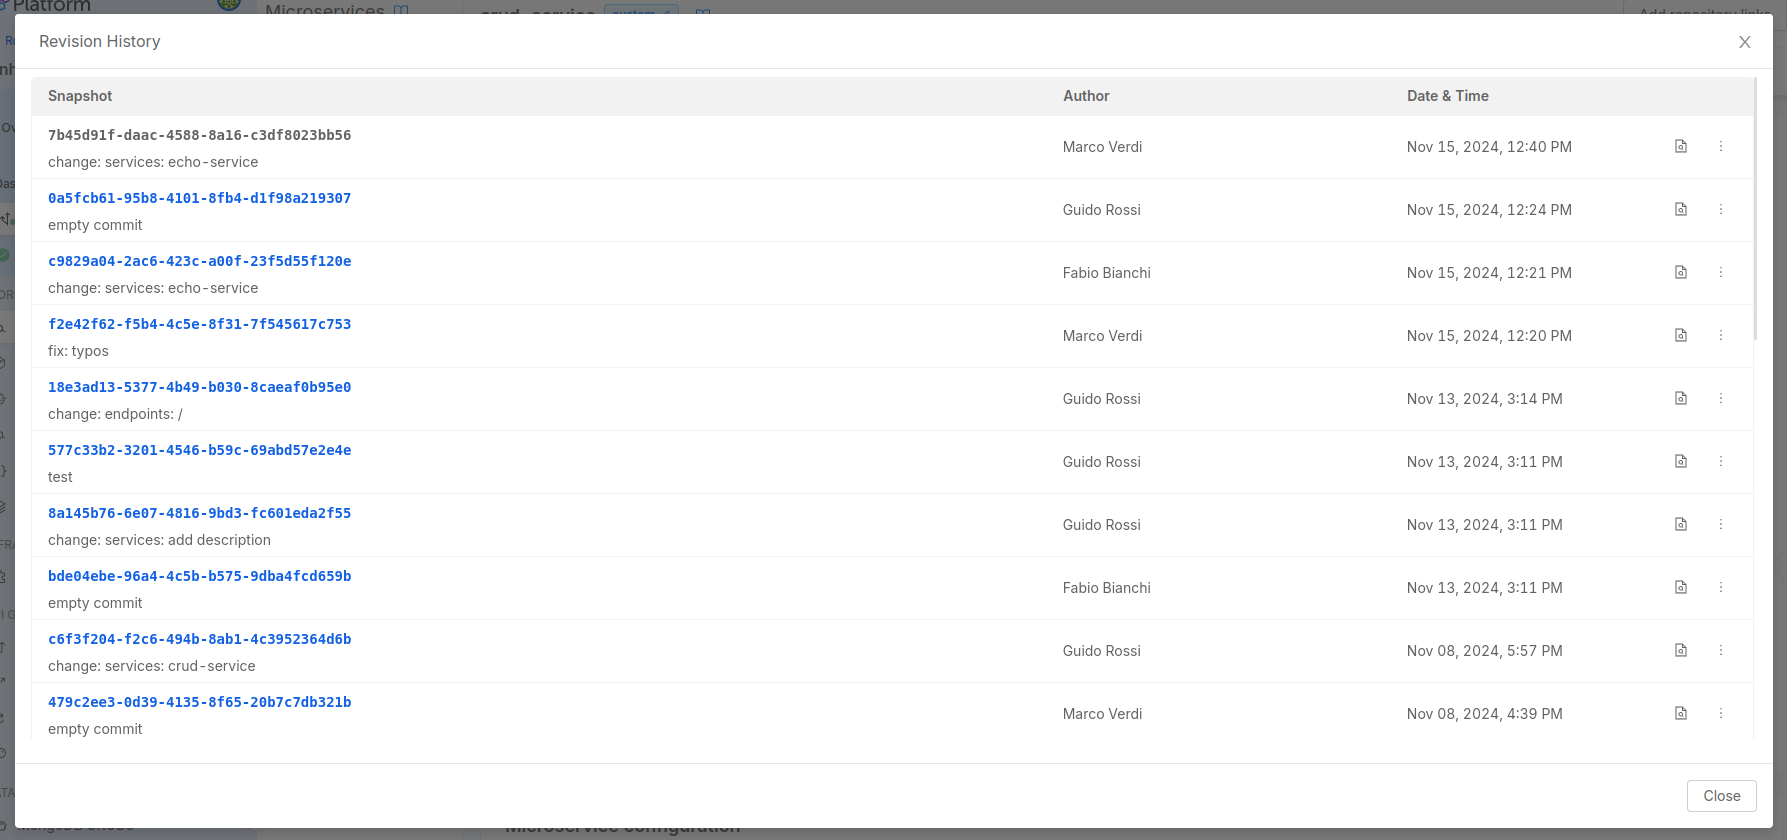 Platform
Microservices
Add repository links
Revision History
Snapshot Author Date & Time
7b45d91f-daac-4588-8a16-c3df8023bb56
change: services: echo-service
Marco Verdi Nov 15, 2024, 12:40 PM
0a5fcb61-95b8-4101-8fb4-d1f98a219307
empty commit
Guido Rossi Nov 15, 2024, 12:24 PM
c9829a04-2ac6-423c-a00f-23f5d55f120e
change: services: echo-service
Fabio Bianchi Nov 15, 2024, 12:21 PM
f2e42f62-f5b4-4c5e-8f31-7f545617c753
fix: typos
Marco Verdi Nov 15, 2024, 12:20 PM
18e3ad13-5377-4b49-b030-8caeaf0b95e0
change: endpoints: /
Guido Rossi Nov 13, 2024, 3:14 PM
577c33b2-3201-4546-b59c-69abd57e2e4e
test
Guido Rossi Nov 13, 2024, 3:11 PM
8a145b76-6e07-4816-9bd3-fc601eda2f55
change: services: add description
Guido Rossi Nov 13, 2024, 3:11 PM
bde04ebe-96a4-4c5b-b575-9dba4fcd659b
empty commit
Fabio Bianchi Nov 13, 2024, 3:11 PM
c6f3f204-f2c6-494b-8ab1-4c3952364d6b
change: services: crud-service
Guido Rossi Nov 08, 2024, 5:57 PM
479c2ee3-0d39-4135-8f65-20b7c7db321b
empty commit
Marco Verdi Nov 08, 2024, 4:39 PM
Close
Microservice configuration